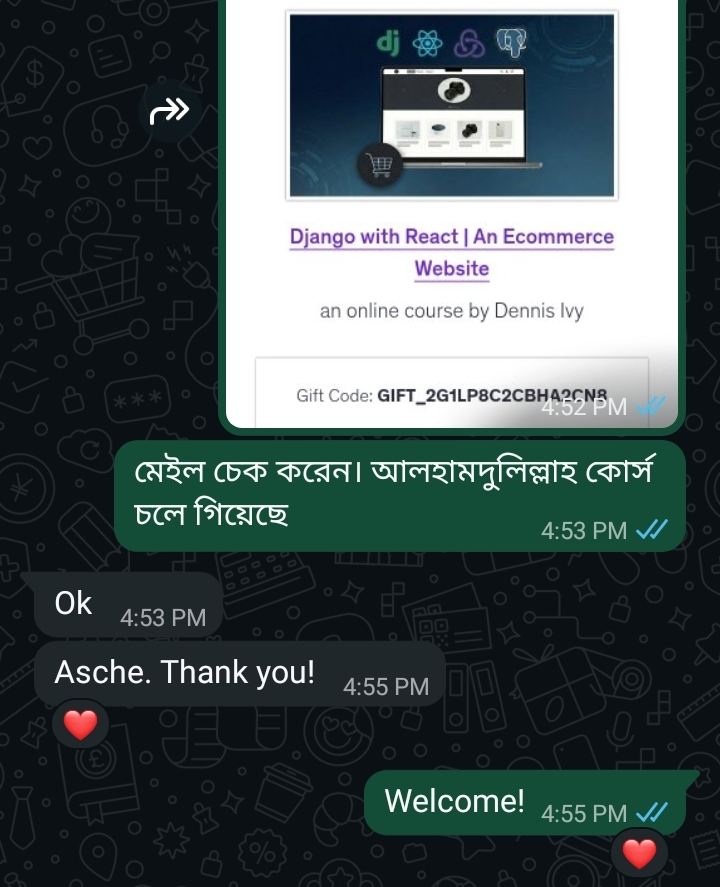 dj
Django with React | An Ecommerce
Website
an online course by Dennis Ivy
Gift Code: GIFT_2G1LP8C2CBHA2CN8
4:52 PM
মেইল চেক করেন। আলহামদুলিল্লাহ কোর্স
চলে গিয়েছে
4:53 PM
Ok 4:53 PM
Asche. Thank you! 4:55 PM
Welcome! 4:55 PM